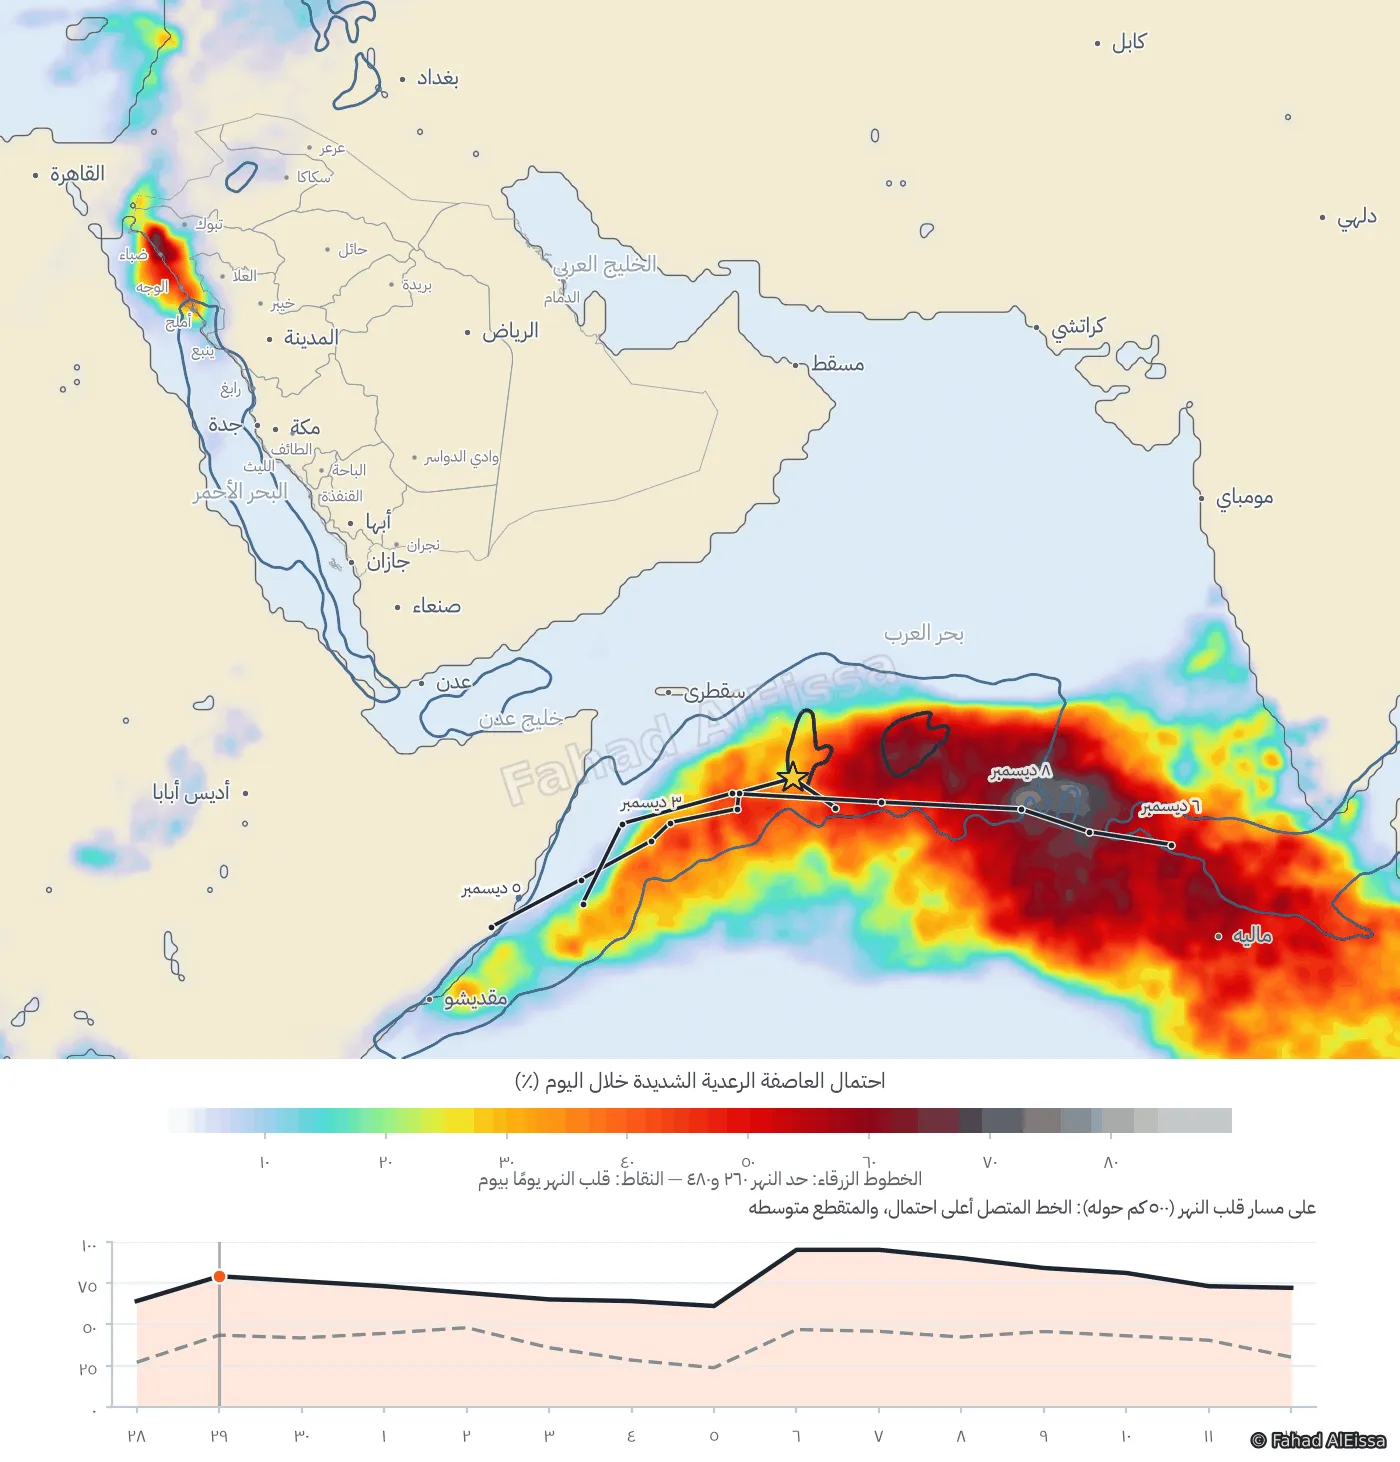 كابل
بغداد
عرعر
القاهرة
سكاكا
دلهي
تبوك
ضباء
حائل
الخليج العربي
العلا
الوجه
بريدة
الدمام
خيبر
أملج
كراتشي
الرياض
المدينة
ينبع
مسقط
رابغ
جدة
مكة
الطائف
وادي الدواسر
الليث
الباحة
البحر الأحمر
القنفذة
مومباي
أبها
نجران
جازان
صنعاء
بحر العرب
عدن
سقطرى
خليج عدن
Fahad AlEissa
٨ ديسمبر
أديس أبابا
٣ ديسمبر
٦ ديسمبر
٥ ديسمبر
ماليه
مقديشو
احتمال العاصفة الرعدية الشديدة خلال اليوم (٪)
١٠ ٢٠ ٣٠ ٤٠ ٥٠ ٦٠ ٧٠ ٨٠
الخطوط الزرقاء: حد النهر ٢٦٠ و٤٨٠ — النقاط: قلب النهر يومًا بيوم
على مسار قلب النهر (٥٠٠ كم حوله): الخط المتصل أعلى احتمال، والمتقطع متوسطه
١٠٠
٧٥
٥٠
٢٥
٠
٢٨ ٢٩ ٣٠ ١ ٢ ٣ ٤ ٥ ٦ ٧ ٨ ٩ ١٠ ١١
© Fahad AlEissa